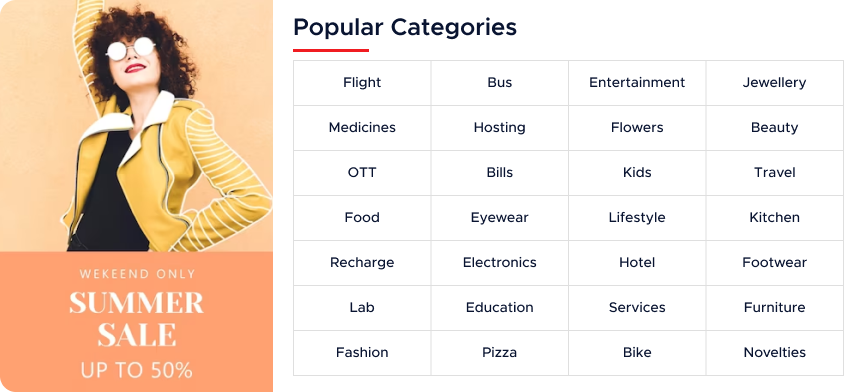 WEKEEND ONLY
SUMMER
SALE
UP TO 50%
Popular Categories
Flight Bus Entertainment Jewellery
Medicines Hosting Flowers Beauty
OTT Bills Kids Travel
Food Eyewear Lifestyle Kitchen
Recharge Electronics Hotel Footwear
Lab Education Services Furniture
Fashion Pizza Bike Novelties